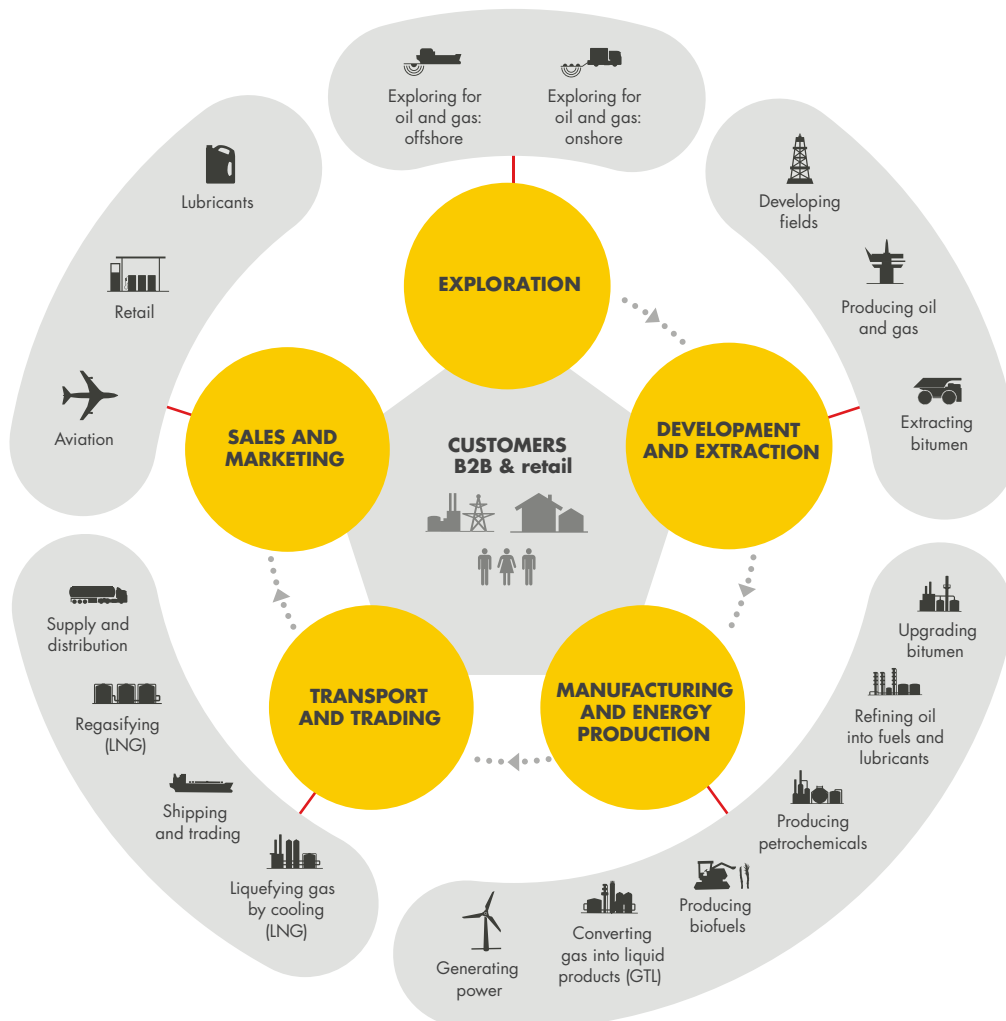 Exploring for
oil and gas:
offshore
Exploring for
oil and gas:
onshore
EXPLORATION
Developing
fields
Producing oil
and gas
Extracting
bitumen
DEVELOPMENT
AND EXTRACTION
Upgrading
bitumen
Refining oil
into fuels and
lubricants
Producing
petrochemicals
Producing
biofuels
Converting
gas into liquid
products (GTL)
Generating
power
MANUFACTURING
AND ENERGY
PRODUCTION
Liquefying gas
by cooling
(LNG)
Shipping
and trading
Regasifying
(LNG)
Supply and
distribution
TRANSPORT
AND TRADING
Aviation
Retail
Lubricants
SALES AND
MARKETING
CUSTOMERS
B2B & retail